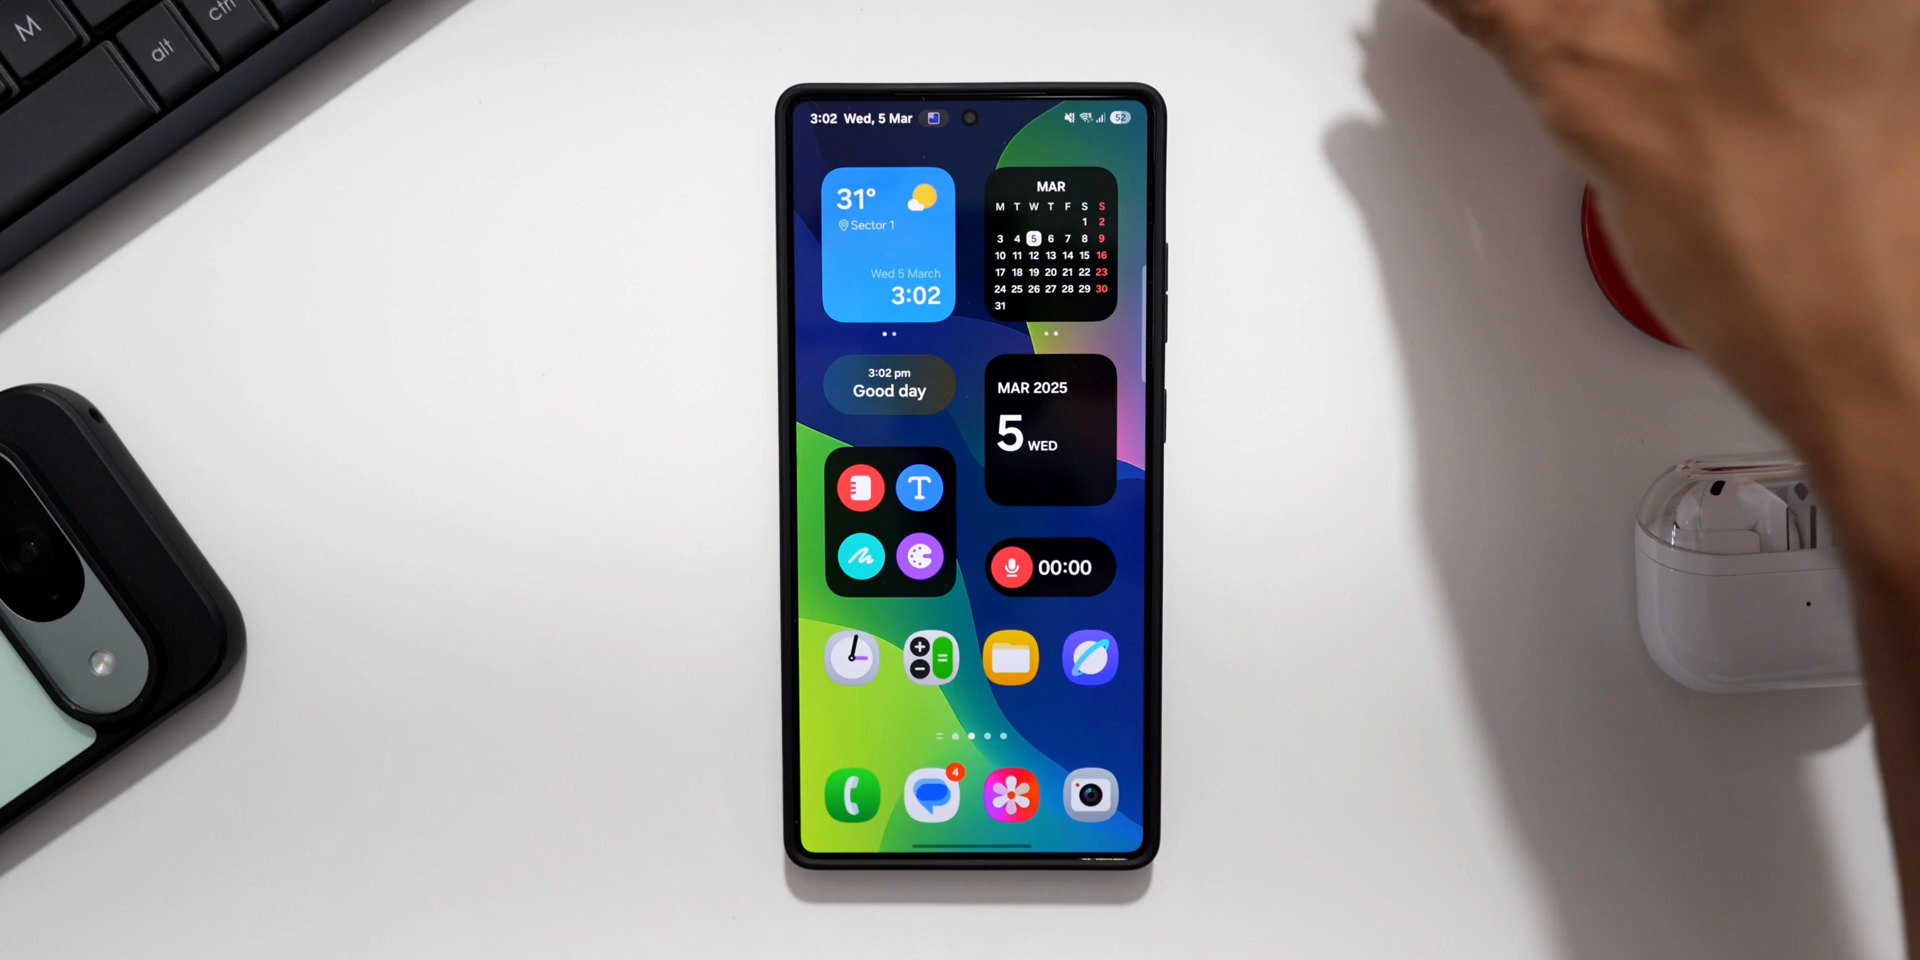 M
alt
ctrl
3:02 Wed, 5 Mar
52
31°
Sector 1
Wed 5 March
3:02
MAR
M T W T F S S
1 2
3 4 5 6 7 8 9
10 11 12 13 14 15 16
17 18 19 20 21 22 23
24 25 26 27 28 29 30
31
3:02 pm
Good day
MAR 2025
5 WED
T
00:00
4